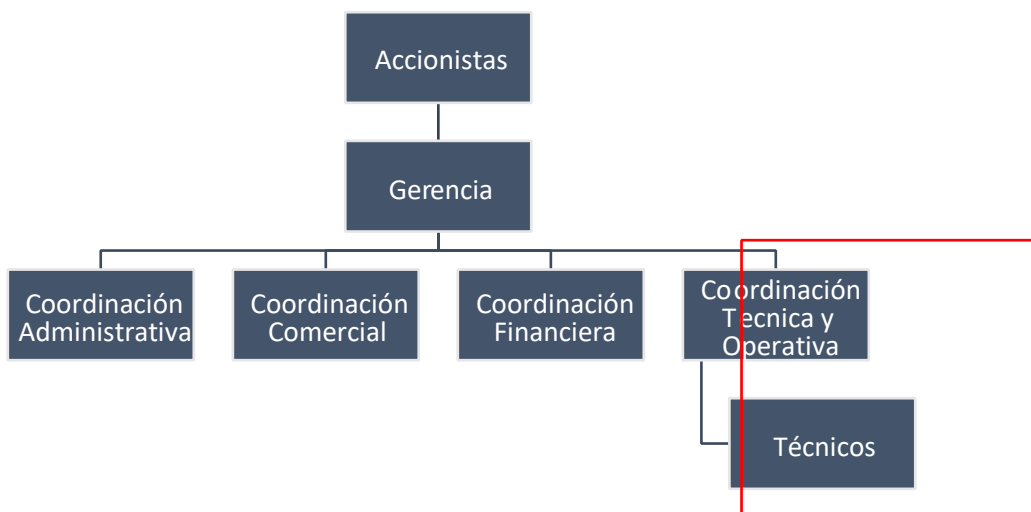 Accionistas
Gerencia
Coordinación
Administrativa
Coordinación
Comercial
Coordinación
Financiera
Coordinación
Tecnica y
Operativa
Técnicos